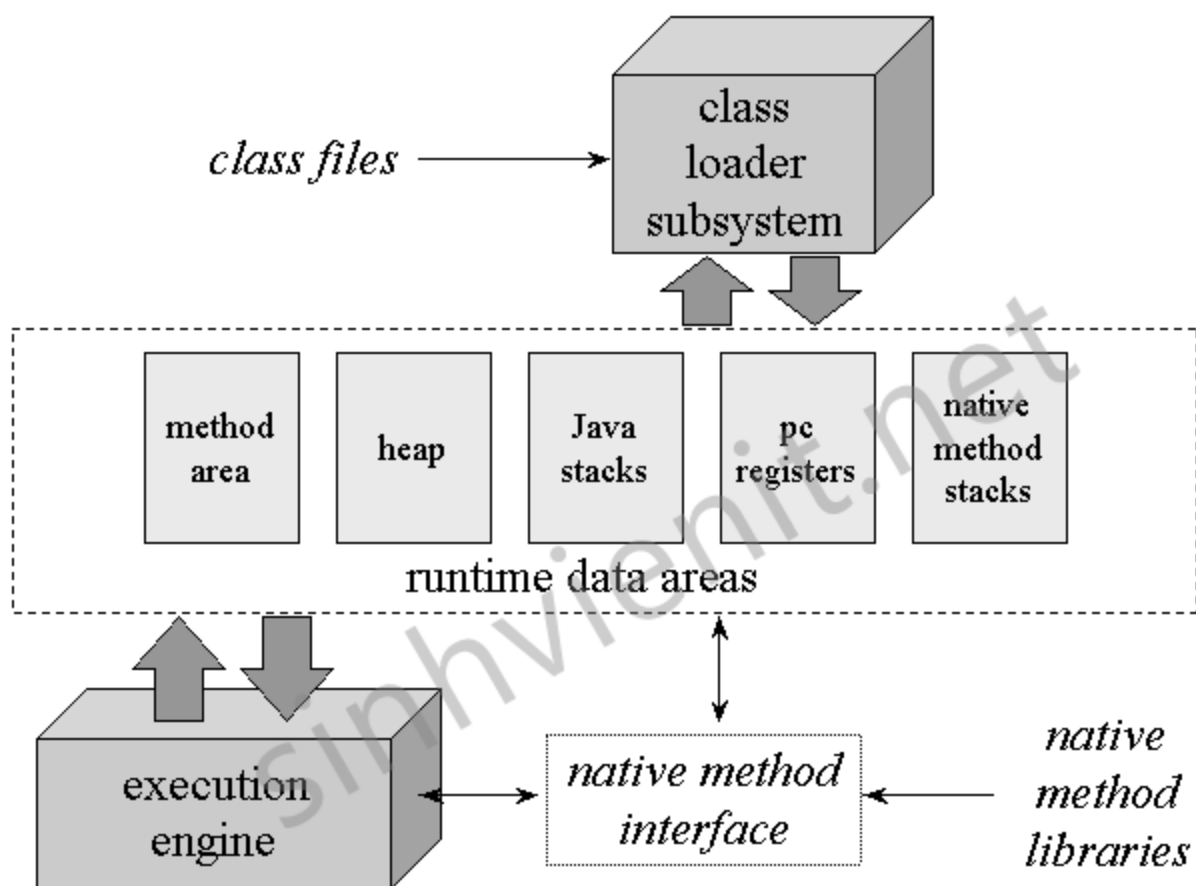 class
loader
subsystem
class files
method
area
heap
Java
stacks
pc
registers
native
method
stacks
runtime data areas
execution
engine
native method
interface
native
method
libraries
sinhvienit.net